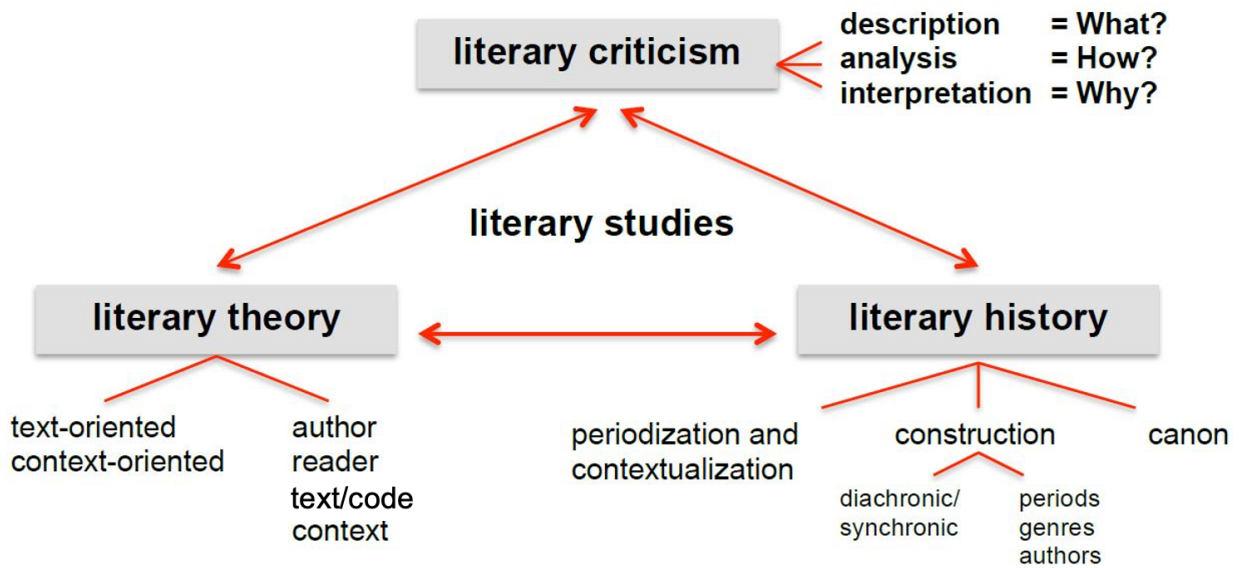 literary criticism
description = What?
analysis = How?
interpretation = Why?
literary studies
literary theory
literary history
text-oriented
context-oriented
author
reader
text/code
context
periodization and
contextualization
construction
canon
diachronic/
synchronic
periods
genres
authors